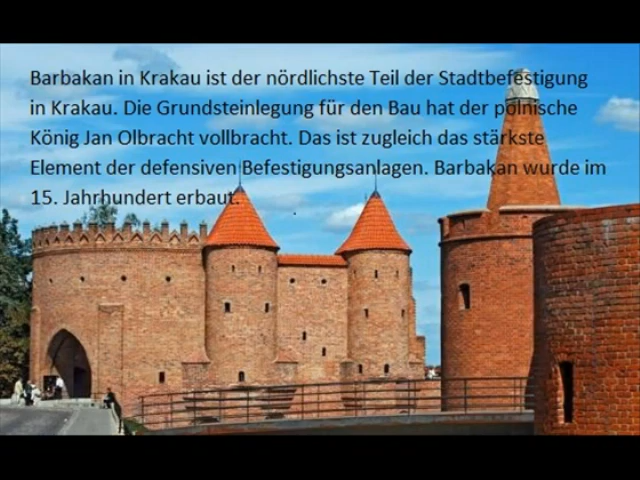 Barbakan in Krakau ist der nördlichste Teil der Stadtbefestigung
in Krakau. Die Grundsteinlegung für den Bau hat der polnische
König Jan Olbracht vollbracht. Das ist zugleich das stärkste
Element der defensiven Befestigungsanlagen. Barbakan wurde im
15. Jahrhundert erbaut.